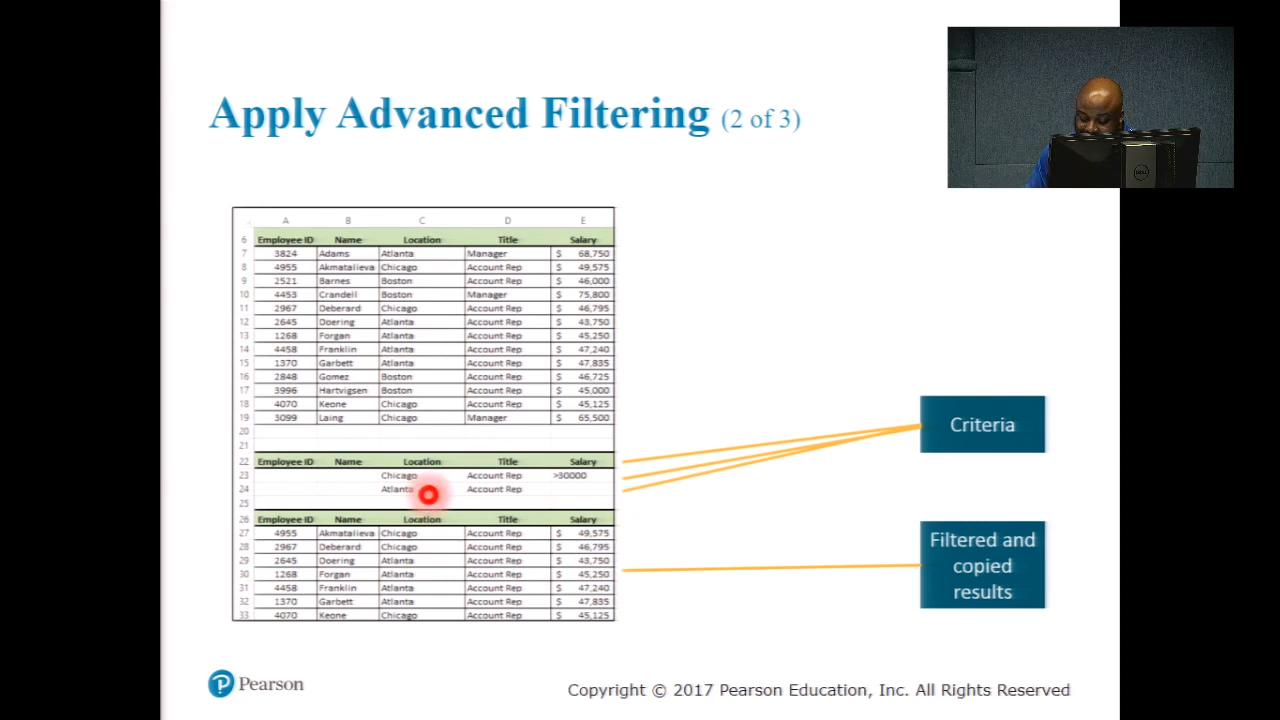 Apply Advanced Filtering (2 of 3)
A B C D E
6 Employee ID Name Location Title Salary
7 3824 Adams Atlanta Manager $ 68,750
8 4955 Akmatalieva Chicago Account Rep $ 49,575
9 2521 Barnes Boston Account Rep $ 46,000
10 4453 Crandell Boston Manager $ 75,800
11 2967 Deberard Chicago Account Rep $ 46,795
12 2645 Doering Atlanta Account Rep $ 43,750
13 1268 Forgan Atlanta Account Rep $ 45,250
14 4458 Franklin Atlanta Account Rep $ 47,240
15 1370 Garbett Atlanta Account Rep $ 47,835
16 2848 Gomez Boston Account Rep $ 46,725
17 3996 Hartvigsen Boston Account Rep $ 45,000
18 4070 Keone Chicago Account Rep $ 45,125
19 3099 Laing Chicago Manager $ 65,500
20
21
22 Employee ID Name Location Title Salary
23 Chicago Account Rep >30000
24 Atlanta Account Rep
25
26 Employee ID Name Location Title Salary
27 4955 Akmatalieva Chicago Account Rep $ 49,575
28 2967 Deberard Chicago Account Rep $ 46,795
29 2645 Doering Atlanta Account Rep $ 43,750
30 1268 Forgan Atlanta Account Rep $ 45,250
31 4458 Franklin Atlanta Account Rep $ 47,240
32 1370 Garbett Atlanta Account Rep $ 47,835
33 4070 Keone Chicago Account Rep $ 45,125
Criteria
Filtered and
copied
results
DELL
P Pearson
Copyright © 2017 Pearson Education, Inc. All Rights Reserved